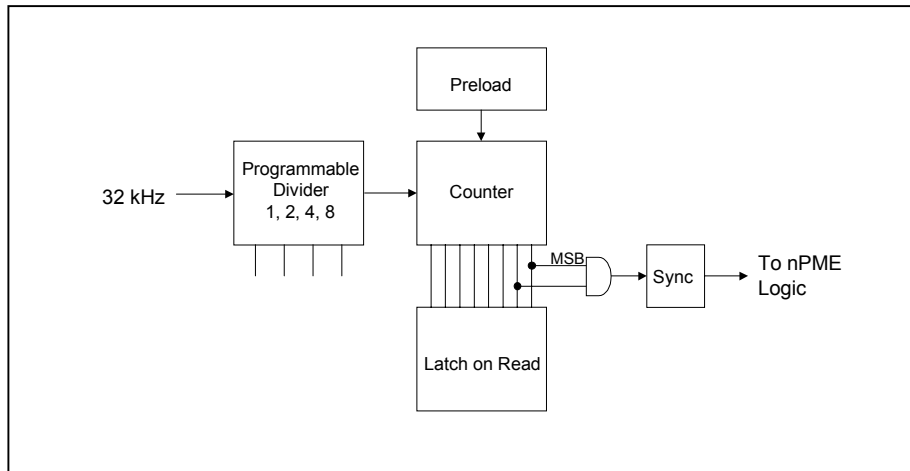 Preload
Programmable
Divider
1, 2, 4, 8
32 kHz
Counter
MSB
Sync
To nPME
Logic
Latch on Read